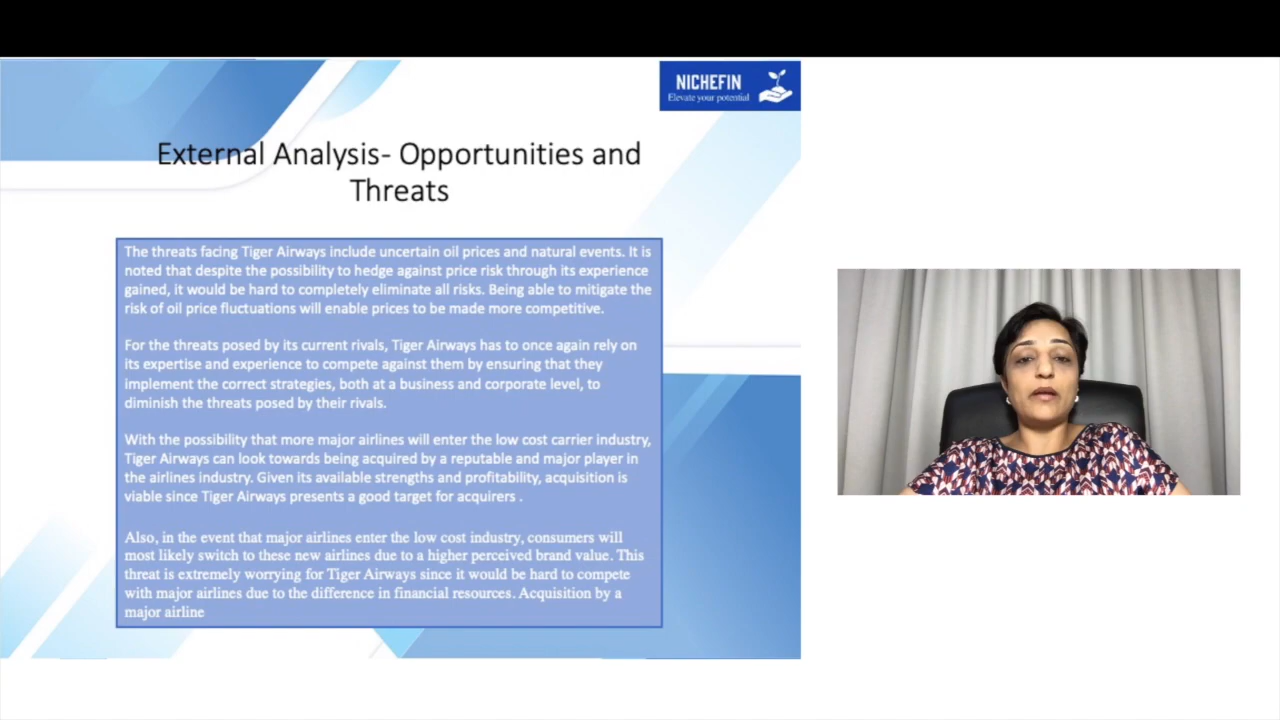 NICHEFIN
Elevate your potential
External Analysis- Opportunities and
Threats
The threats facing Tiger Airways include uncertain oil prices and natural events. It is
noted that despite the possibility to hedge against price risk through its experience
gained, it would be hard to completely eliminate all risks. Being able to mitigate the
risk of oil price fluctuations will enable prices to be made more competitive.
For the threats posed by its current rivals, Tiger Airways has to once again rely on
its expertise and experience to compete against them by ensuring that they
implement the correct strategies, both at a business and corporate level, to
diminish the threats posed by their rivals.
With the possibility that more major airlines will enter the low cost carrier industry,
Tiger Airways can look towards being acquired by a reputable and major player in
the airlines industry. Given its available strengths and profitability, acquisition is
viable since Tiger Airways presents a good target for acquirers .
Also, in the event that major airlines enter the low cost industry, consumers will
most likely switch to these new airlines due to a higher perceived brand value. This
threat is extremely worrying for Tiger Airways since it would be hard to compete
with major airlines due to the difference in financial resources. Acquisition by a
major airline